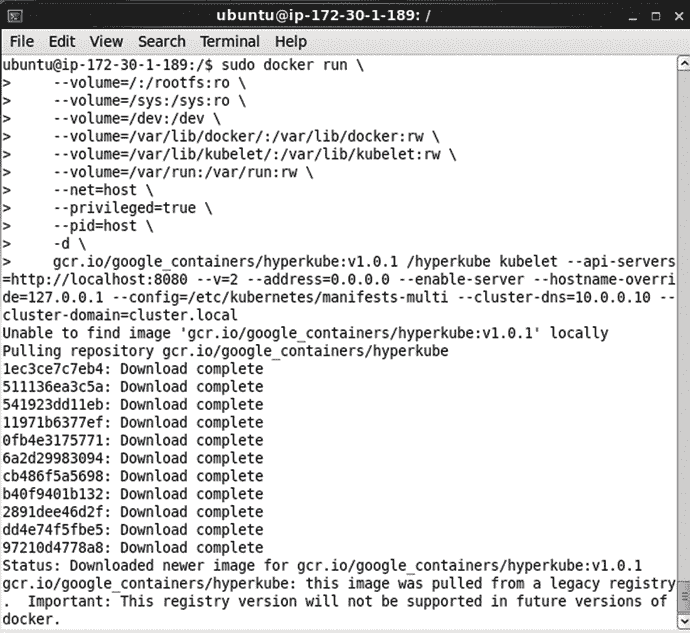 ubuntu@ip-172-30-1-189: /
File Edit View Search Terminal Help
ubuntu@ip-172-30-1-189:/$ sudo docker run \
>     --volume=/:/rootfs:ro \
>     --volume=/sys:/sys:ro \
>     --volume=/dev:/dev \
>     --volume=/var/lib/docker/:/var/lib/docker:rw \
>     --volume=/var/lib/kubelet/:/var/lib/kubelet:rw \
>     --volume=/var/run:/var/run:rw \
>     --net=host \
>     --privileged=true \
>     --pid=host \
>     -d \
>     gcr.io/google_containers/hyperkube:v1.0.1 /hyperkube kubelet --api-servers
=http://localhost:8080 --v=2 --address=0.0.0.0 --enable-server --hostname-overri
de=127.0.0.1 --config=/etc/kubernetes/manifests-multi --cluster-dns=10.0.0.10 --
cluster-domain=cluster.local
Unable to find image 'gcr.io/google_containers/hyperkube:v1.0.1' locally
Pulling repository gcr.io/google_containers/hyperkube
1ec3ce7c7eb4: Download complete
511136ea3c5a: Download complete
541923dd11eb: Download complete
11971b6377ef: Download complete
0fb4e3175771: Download complete
6a2d29983094: Download complete
cb486f5a5698: Download complete
b40f9401b132: Download complete
2891dee46d2f: Download complete
dd4e74f5fbe5: Download complete
97210d4778a8: Download complete
Status: Downloaded newer image for gcr.io/google_containers/hyperkube:v1.0.1
gcr.io/google_containers/hyperkube: this image was pulled from a legacy registry
.  Important: This registry version will not be supported in future versions of
docker.